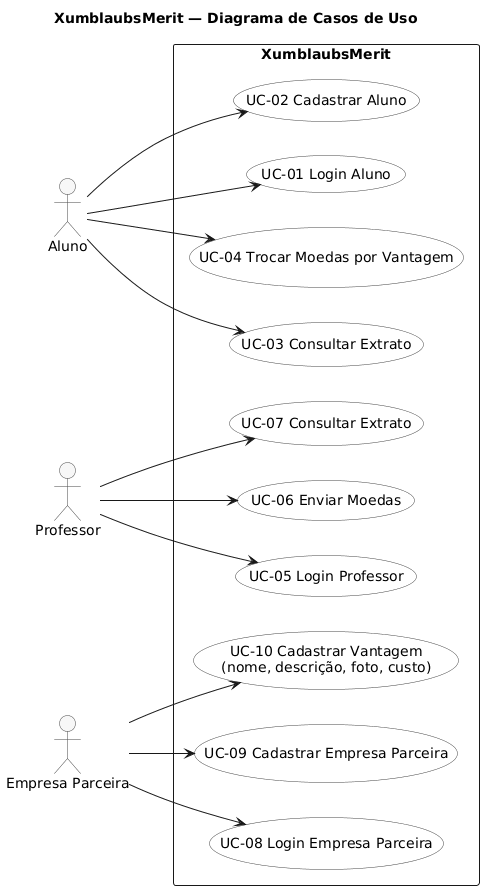 XumblaubsMerit — Diagrama de Casos de Uso
XumblaubsMerit
UC-02 Cadastrar Aluno
UC-01 Login Aluno
Aluno
UC-04 Trocar Moedas por Vantagem
UC-03 Consultar Extrato
UC-07 Consultar Extrato
UC-06 Enviar Moedas
Professor
UC-05 Login Professor
UC-10 Cadastrar Vantagem
(nome, descrição, foto, custo)
UC-09 Cadastrar Empresa Parceira
Empresa Parceira
UC-08 Login Empresa Parceira